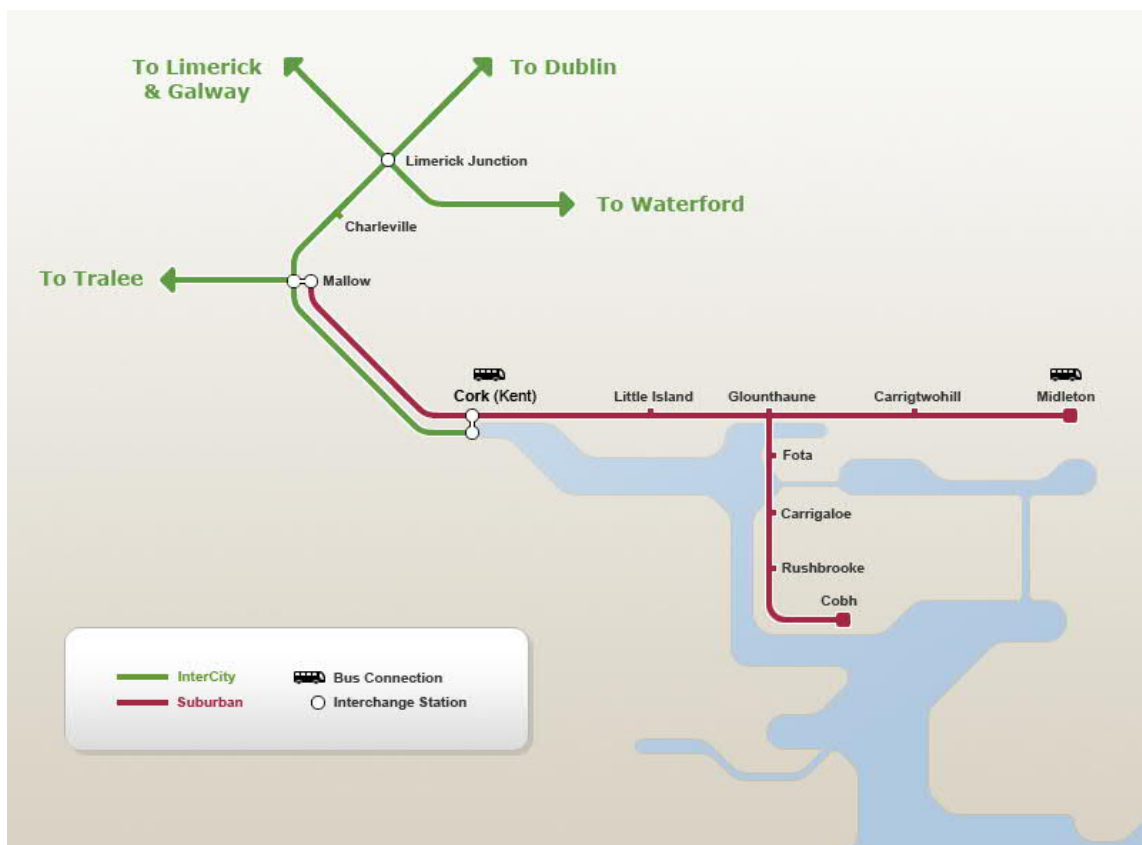 To Limerick
& Galway
To Dublin
Limerick Junction
To Waterford
Charleville
To Tralee
Mallow
Cork (Kent)
Little Island
Glounthaune
Carrigtwohill
Midleton
Fota
Carrigaloe
Rushbrooke
Cobh
InterCity
Bus Connection
Suburban
Interchange Station